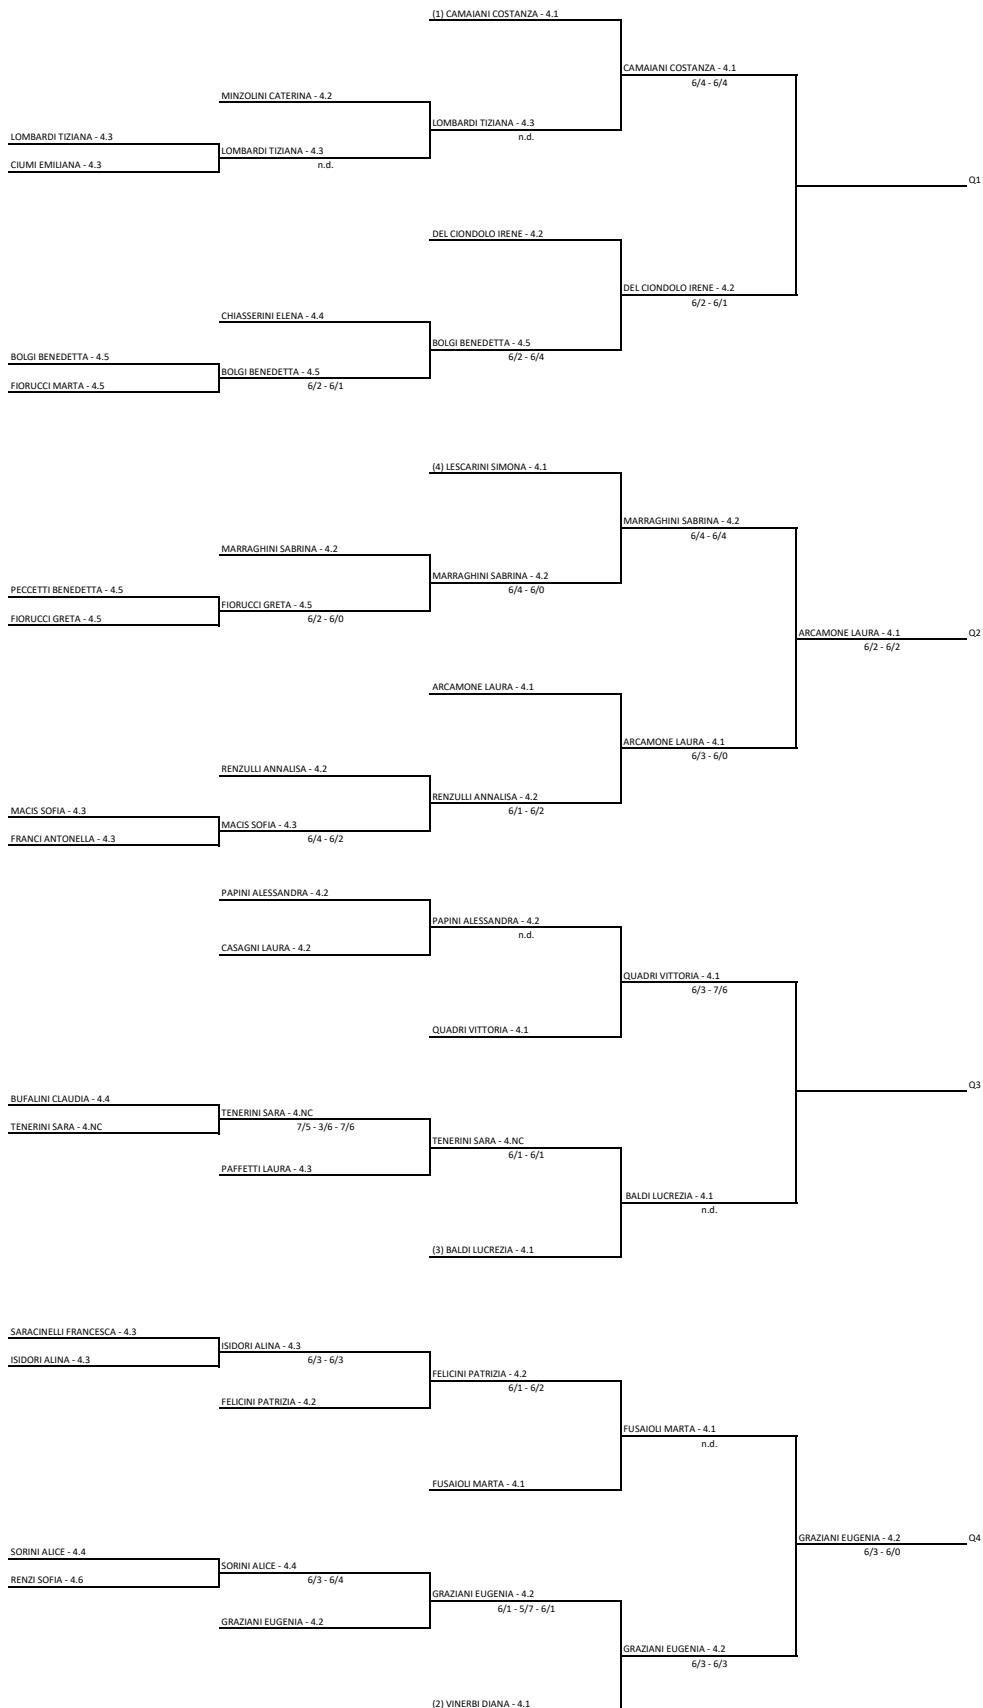 (1) CAMAIANI COSTANZA - 4.1
CAMAIANI COSTANZA - 4.1
6/4 - 6/4
MINZOLINI CATERINA - 4.2
LOMBARDI TIZIANA - 4.3
n.d.
LOMBARDI TIZIANA - 4.3
LOMBARDI TIZIANA - 4.3
n.d.
CIUMI EMILIANA - 4.3
Q1
DEL CIONDOLO IRENE - 4.2
DEL CIONDOLO IRENE - 4.2
6/2 - 6/1
CHIASSERINI ELENA - 4.4
BOLGI BENEDETTA - 4.5
6/2 - 6/4
BOLGI BENEDETTA - 4.5
BOLGI BENEDETTA - 4.5
6/2 - 6/1
FIORUCCI MARTA - 4.5
(4) LESCARINI SIMONA - 4.1
MARRAGHINI SABRINA - 4.2
6/4 - 6/4
MARRAGHINI SABRINA - 4.2
MARRAGHINI SABRINA - 4.2
6/4 - 6/0
PECCETTI BENEDETTA - 4.5
FIORUCCI GRETA - 4.5
6/2 - 6/0
FIORUCCI GRETA - 4.5
ARCAMONE LAURA - 4.1
6/2 - 6/2
Q2
ARCAMONE LAURA - 4.1
ARCAMONE LAURA - 4.1
6/3 - 6/0
RENZULLI ANNALISA - 4.2
RENZULLI ANNALISA - 4.2
6/1 - 6/2
MACIS SOFIA - 4.3
MACIS SOFIA - 4.3
6/4 - 6/2
FRANCI ANTONELLA - 4.3
PAPINI ALESSANDRA - 4.2
PAPINI ALESSANDRA - 4.2
n.d.
CASAGNI LAURA - 4.2
QUADRI VITTORIA - 4.1
6/3 - 7/6
QUADRI VITTORIA - 4.1
Q3
BUFALINI CLAUDIA - 4.4
TENERINI SARA - 4.NC
7/5 - 3/6 - 7/6
TENERINI SARA - 4.NC
TENERINI SARA - 4.NC
6/1 - 6/1
PAFFETTI LAURA - 4.3
BALDI LUCREZIA - 4.1
n.d.
(3) BALDI LUCREZIA - 4.1
SARACINELLI FRANCESCA - 4.3
ISIDORI ALINA - 4.3
6/3 - 6/3
ISIDORI ALINA - 4.3
FELICINI PATRIZIA - 4.2
6/1 - 6/2
FELICINI PATRIZIA - 4.2
FUSAIOLI MARTA - 4.1
n.d.
FUSAIOLI MARTA - 4.1
GRAZIANI EUGENIA - 4.2
6/3 - 6/0
Q4
SORINI ALICE - 4.4
SORINI ALICE - 4.4
6/3 - 6/4
RENZI SOFIA - 4.6
GRAZIANI EUGENIA - 4.2
6/1 - 5/7 - 6/1
GRAZIANI EUGENIA - 4.2
GRAZIANI EUGENIA - 4.2
6/3 - 6/3
(2) VINERBI DIANA - 4.1